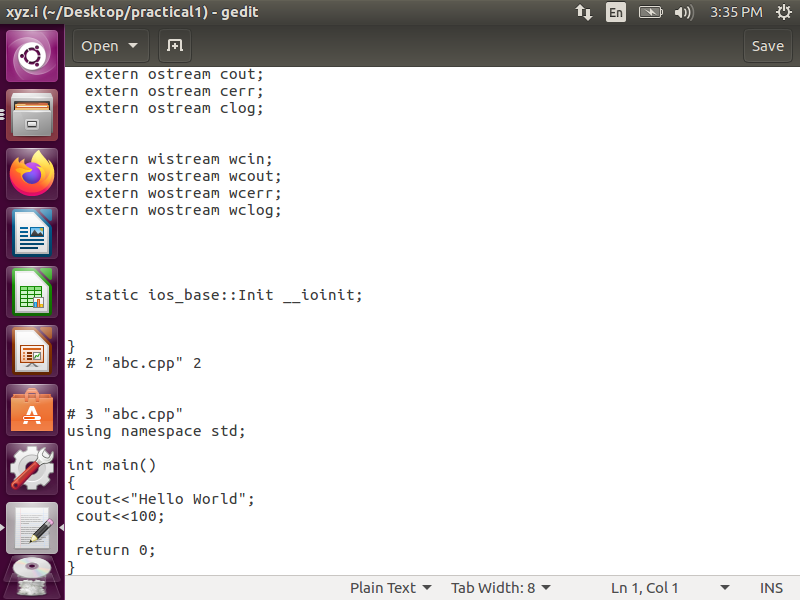 xyz.i (~/Desktop/practical1) - gedit
En
3:35 PM
Open
Save
extern ostream cout;
extern ostream cerr;
extern ostream clog;
extern wistream wcin;
extern wostream wcout;
extern wostream wcerr;
extern wostream wclog;
static ios_base::Init __ioinit;
}
# 2 "abc.cpp" 2
# 3 "abc.cpp"
using namespace std;
int main()
{
cout<<"Hello World";
cout<<100;
return 0;
}
Plain Text
Tab Width: 8
Ln 1, Col 1
INS